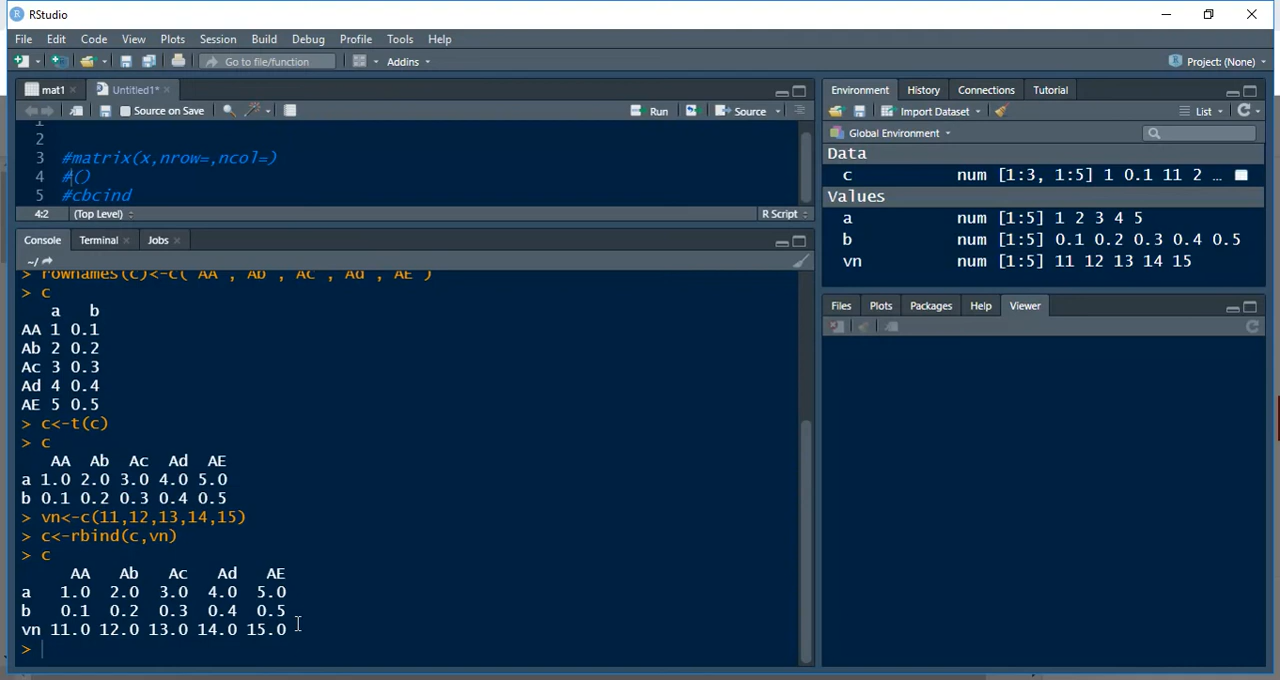 RStudio
File Edit Code View Plots Session Build Debug Profile Tools Help
Go to file/function Addins Project: (None)
mat1 Untitled1*
Source on Save Run Source
1
2
3 #matrix(x,nrow=,ncol=)
4 #()
5 #cbcind
4:2 (Top Level) R Script
Console Terminal Jobs
~/
> rownames(c)<-c("AA","Ab","Ac","Ad","AE")
> c
a b
AA 1 0.1
Ab 2 0.2
Ac 3 0.3
Ad 4 0.4
AE 5 0.5
> c<-t(c)
> c
AA Ab Ac Ad AE
a 1.0 2.0 3.0 4.0 5.0
b 0.1 0.2 0.3 0.4 0.5
> vn<-c(11,12,13,14,15)
> c<-rbind(c,vn)
> c
AA Ab Ac Ad AE
a 1.0 2.0 3.0 4.0 5.0
b 0.1 0.2 0.3 0.4 0.5
vn 11.0 12.0 13.0 14.0 15.0
>
Environment History Connections Tutorial
Import Dataset List
Global Environment
Data
c num [1:3, 1:5] 1 0.1 11 2 ...
Values
a num [1:5] 1 2 3 4 5
b num [1:5] 0.1 0.2 0.3 0.4 0.5
vn num [1:5] 11 12 13 14 15
Files Plots Packages Help Viewer